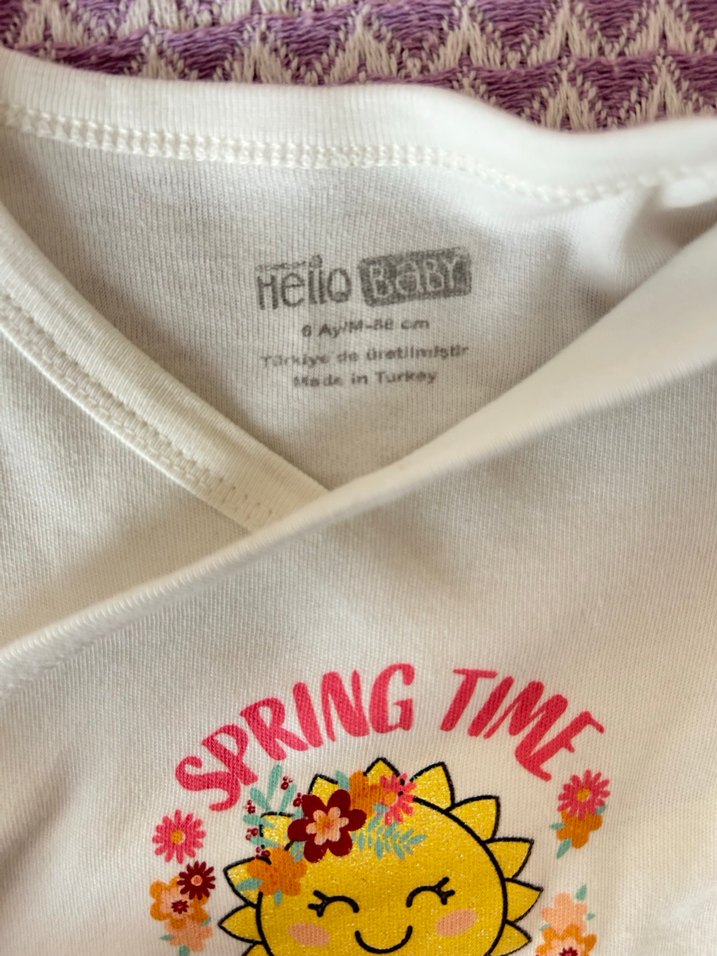 Hello BABY
6 Ay/M-68 cm
Türkiye de üretilmiştir
Made in Turkey
SPRING TIME